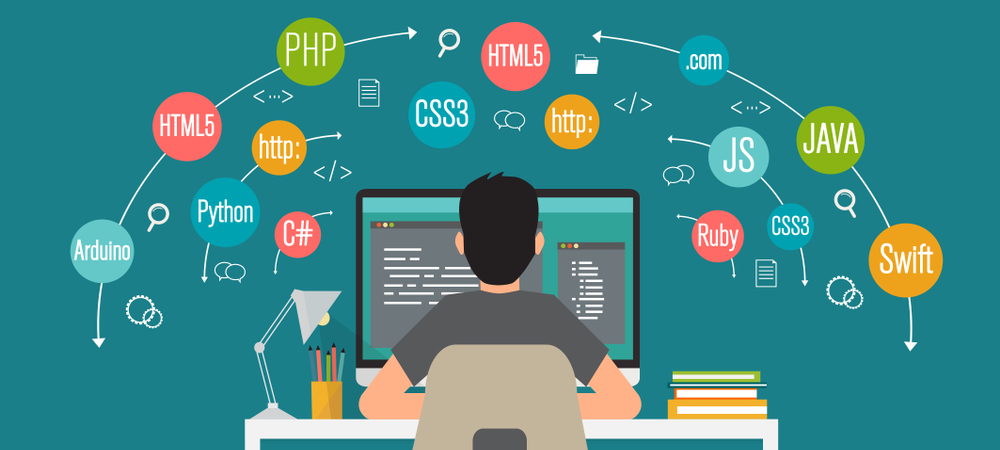 PHP
HTML5
.com
CSS3
http:
<···>
</>
<···>
HTML5
http:
JS
JAVA
</>
Python
C#
Ruby
CSS3
Arduino
Swift